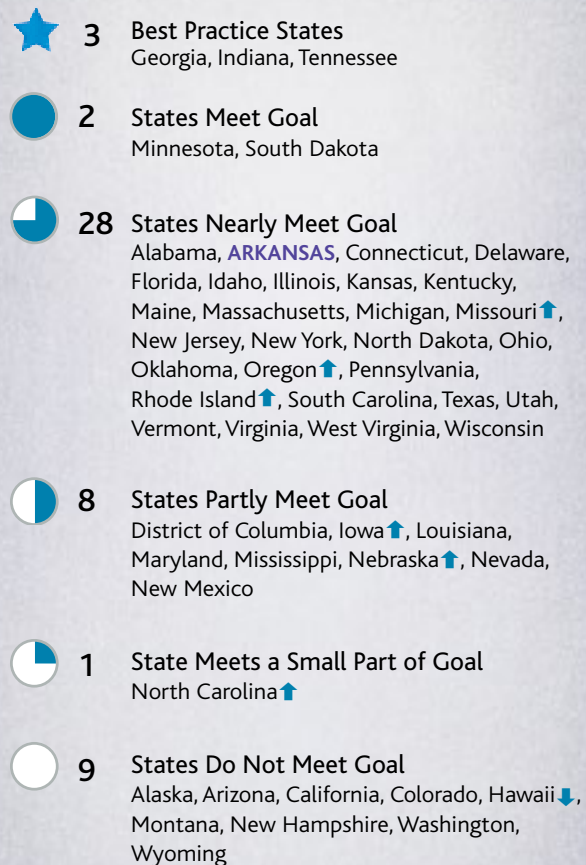 3 Best Practice States
Georgia, Indiana, Tennessee
2 States Meet Goal
Minnesota, South Dakota
28 States Nearly Meet Goal
Alabama, ARKANSAS, Connecticut, Delaware,
Florida, Idaho, Illinois, Kansas, Kentucky,
Maine, Massachusetts, Michigan, Missouri⬆,
New Jersey, New York, North Dakota, Ohio,
Oklahoma, Oregon⬆, Pennsylvania,
Rhode Island⬆, South Carolina, Texas, Utah,
Vermont, Virginia, West Virginia, Wisconsin
8 States Partly Meet Goal
District of Columbia, Iowa⬆, Louisiana,
Maryland, Mississippi, Nebraska⬆, Nevada,
New Mexico
1 State Meets a Small Part of Goal
North Carolina⬆
9 States Do Not Meet Goal
Alaska, Arizona, California, Colorado, Hawaii⬇,
Montana, New Hampshire, Washington,
Wyoming